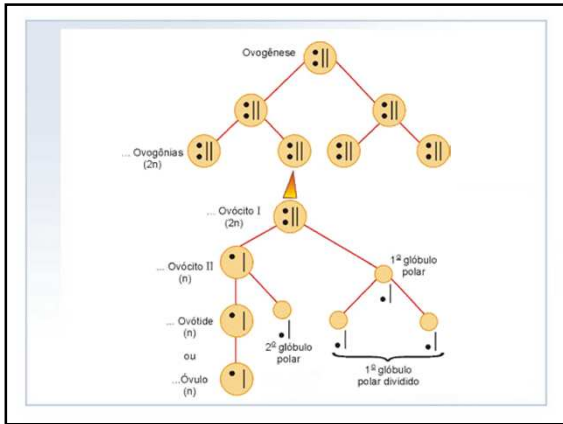 Ovogênese
... Ovogônias
(2n)
... Ovócito I
(2n)
1º glóbulo
polar
... Ovócito II
(n)
... Ovótide
(n)
2º glóbulo
polar
ou
1º glóbulo
polar dividido
...Óvulo
(n)